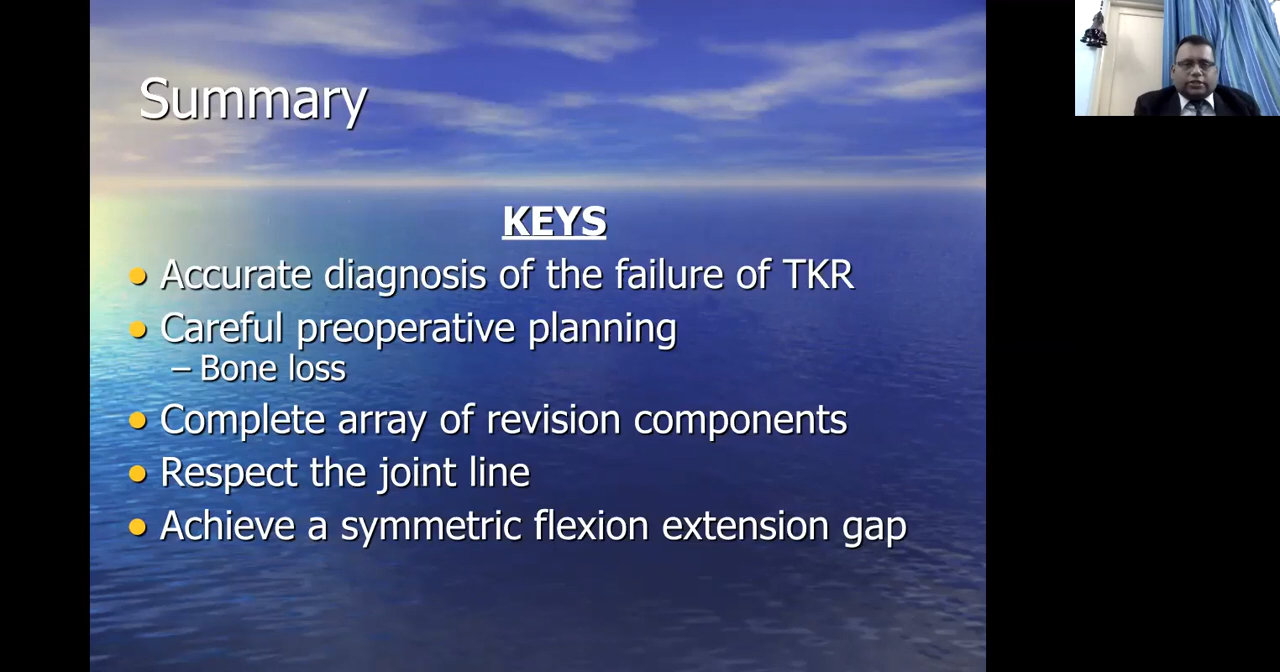 Summary
KEYS
• Accurate diagnosis of the failure of TKR
• Careful preoperative planning
– Bone loss
• Complete array of revision components
• Respect the joint line
• Achieve a symmetric flexion extension gap